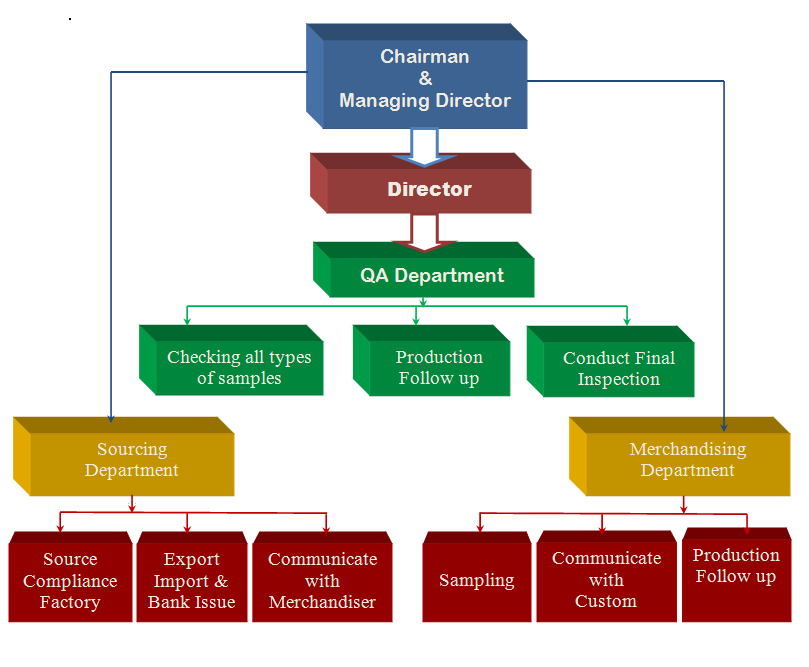 Chairman
&
Managing Director
Director
QA Department
Checking all types
of samples
Production
Follow up
Conduct Final
Inspection
Sourcing
Department
Merchandising
Department
Source
Compliance
Factory
Export
Import &
Bank Issue
Communicate
with
Merchandiser
Sampling
Communicate
with
Custom
Production
Follow up